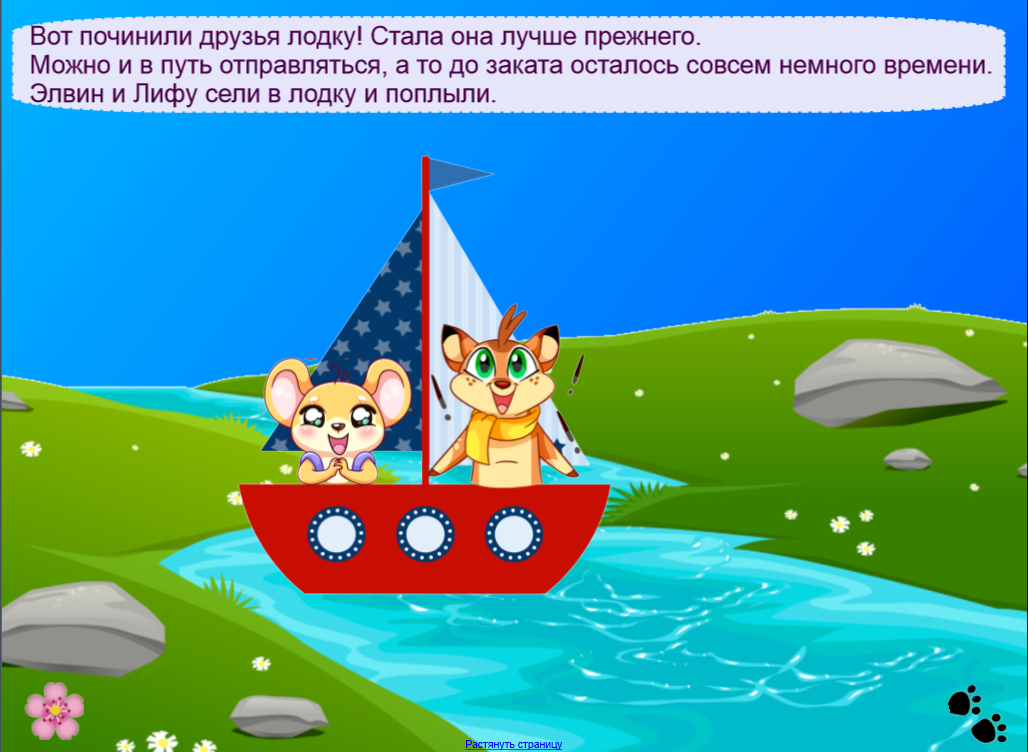 Вот починили друзья лодку! Стала она лучше прежнего.
Можно и в путь отправляться, а то до заката осталось совсем немного времени.
Элвин и Лифу сели в лодку и поплыли.
Растянуть страницу